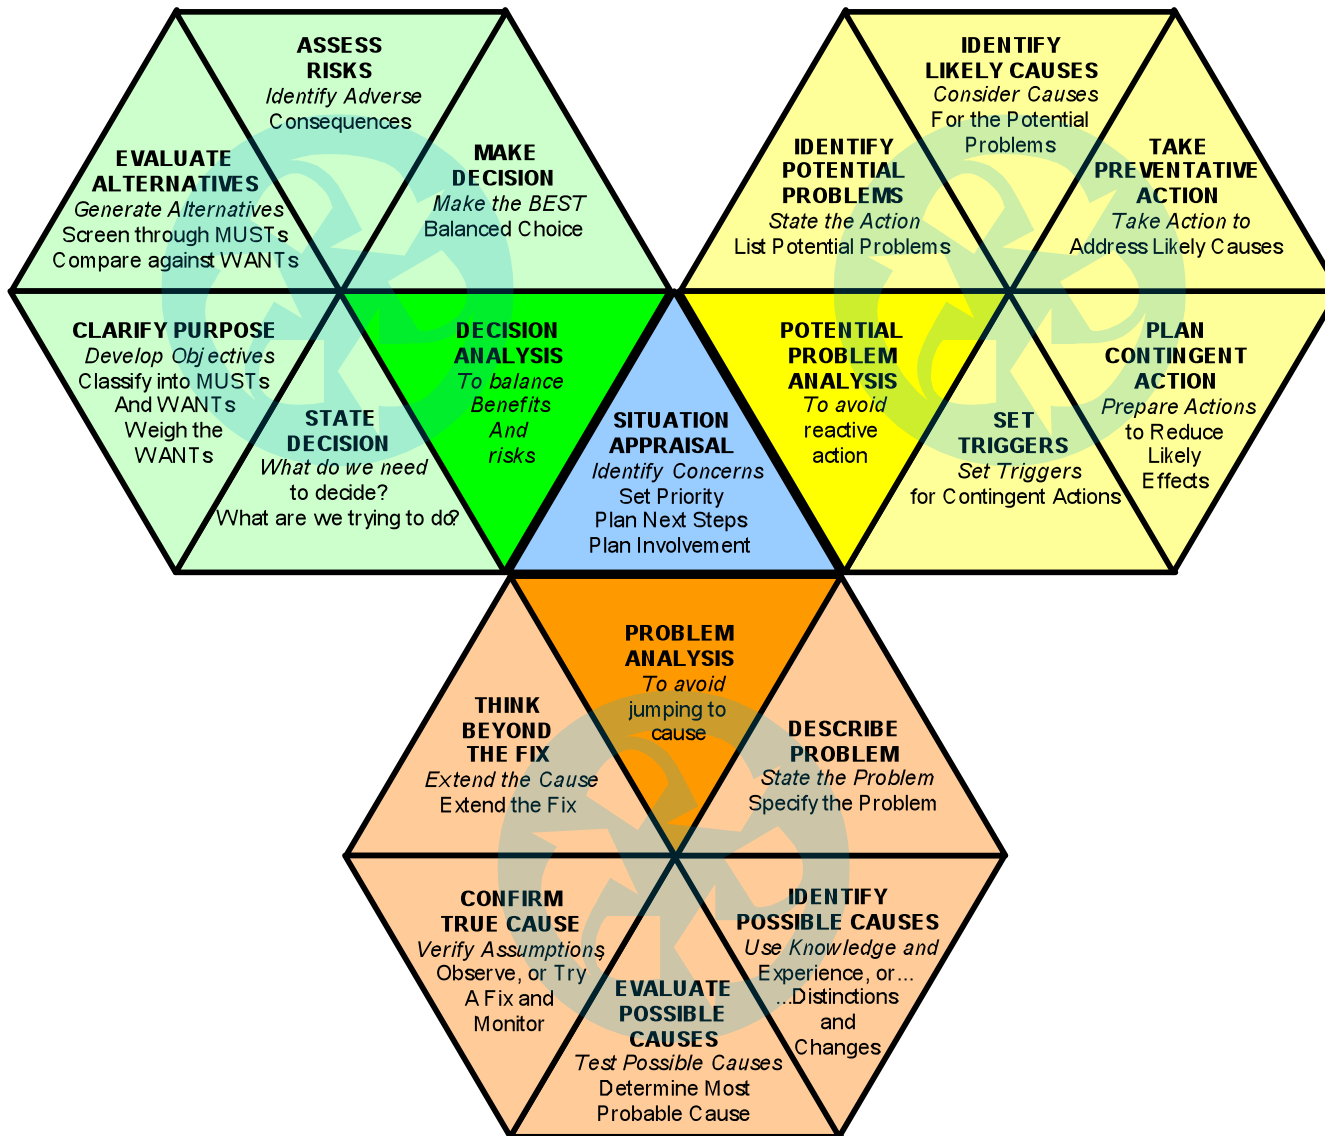 ASSESS
RISKS
Identify Adverse
Consequences
EVALUATE
ALTERNATIVES
Generate Alternatives
Screen through MUSTs
Compare against WANTs
MAKE
DECISION
Make the BEST
Balanced Choice
CLARIFY PURPOSE
Develop Objectives
Classify into MUSTs
And WANTs
Weigh the
WANTs
STATE
DECISION
What do we need
to decide?
What are we trying to do?
DECISION
ANALYSIS
To balance
Benefits
And
risks
SITUATION
APPRAISAL
Identify Concerns
Set Priority
Plan Next Steps
Plan Involvement
IDENTIFY
POTENTIAL
PROBLEMS
State the Action
List Potential Problems
IDENTIFY
LIKELY CAUSES
Consider Causes
For the Potential
Problems
TAKE
PREVENTATIVE
ACTION
Take Action to
Address Likely Causes
POTENTIAL
PROBLEM
ANALYSIS
To avoid
reactive
action
SET
TRIGGERS
Set Triggers
for Contingent Actions
PLAN
CONTINGENT
ACTION
Prepare Actions
to Reduce
Likely
Effects
PROBLEM
ANALYSIS
To avoid
jumping to
cause
THINK
BEYOND
THE FIX
Extend the Cause
Extend the Fix
DESCRIBE
PROBLEM
State the Problem
Specify the Problem
CONFIRM
TRUE CAUSE
Verify Assumptions,
Observe, or Try
A Fix and
Monitor
EVALUATE
POSSIBLE
CAUSES
Test Possible Causes
Determine Most
Probable Cause
IDENTIFY
POSSIBLE CAUSES
Use Knowledge and
Experience, or...
...Distinctions
and
Changes